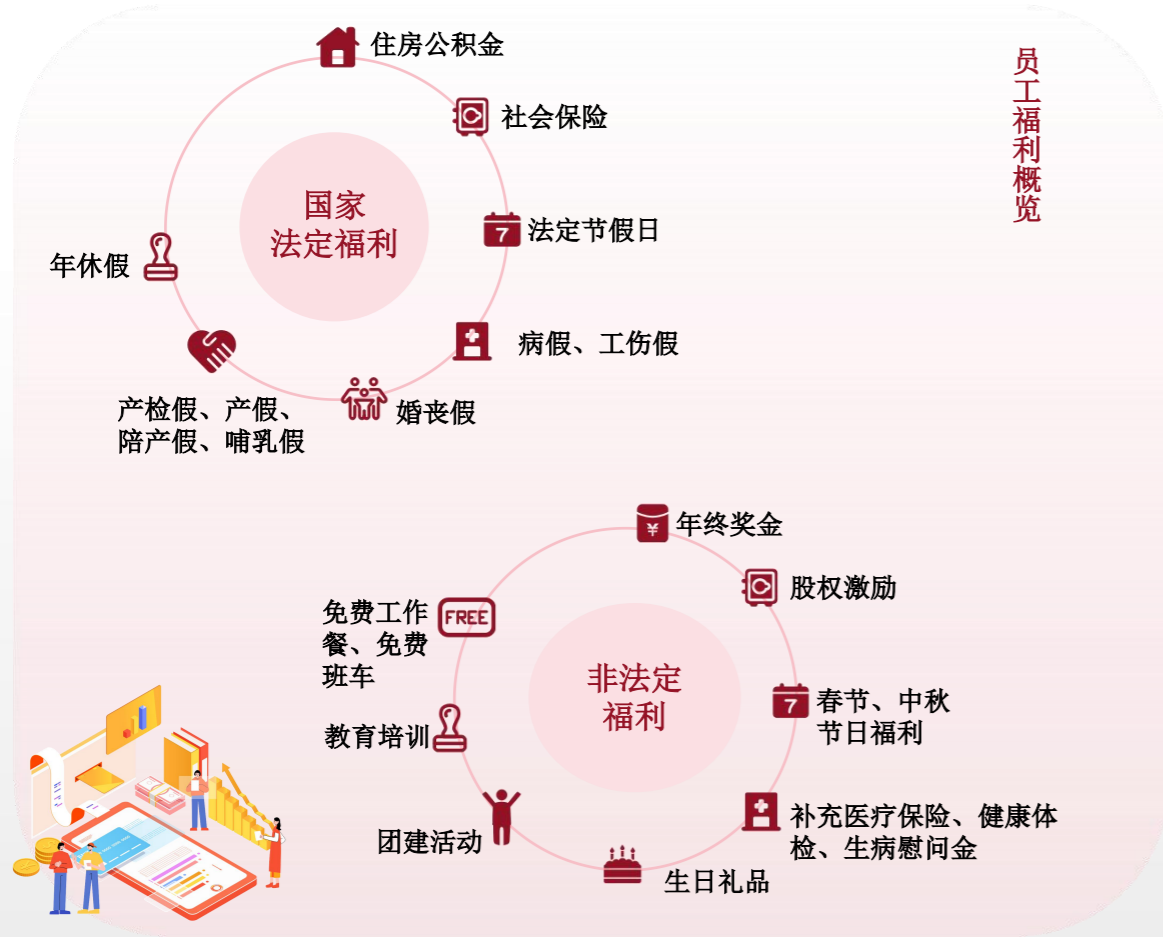 员工福利概览
国家
法定福利
住房公积金
社会保险
7
法定节假日
病假、工伤假
婚丧假
产检假、产假、
陪产假、哺乳假
年休假
非法定
福利
¥
年终奖金
股权激励
7
春节、中秋
节日福利
补充医疗保险、健康体
检、生病慰问金
生日礼品
团建活动
教育培训
FREE
免费工作
餐、免费
班车